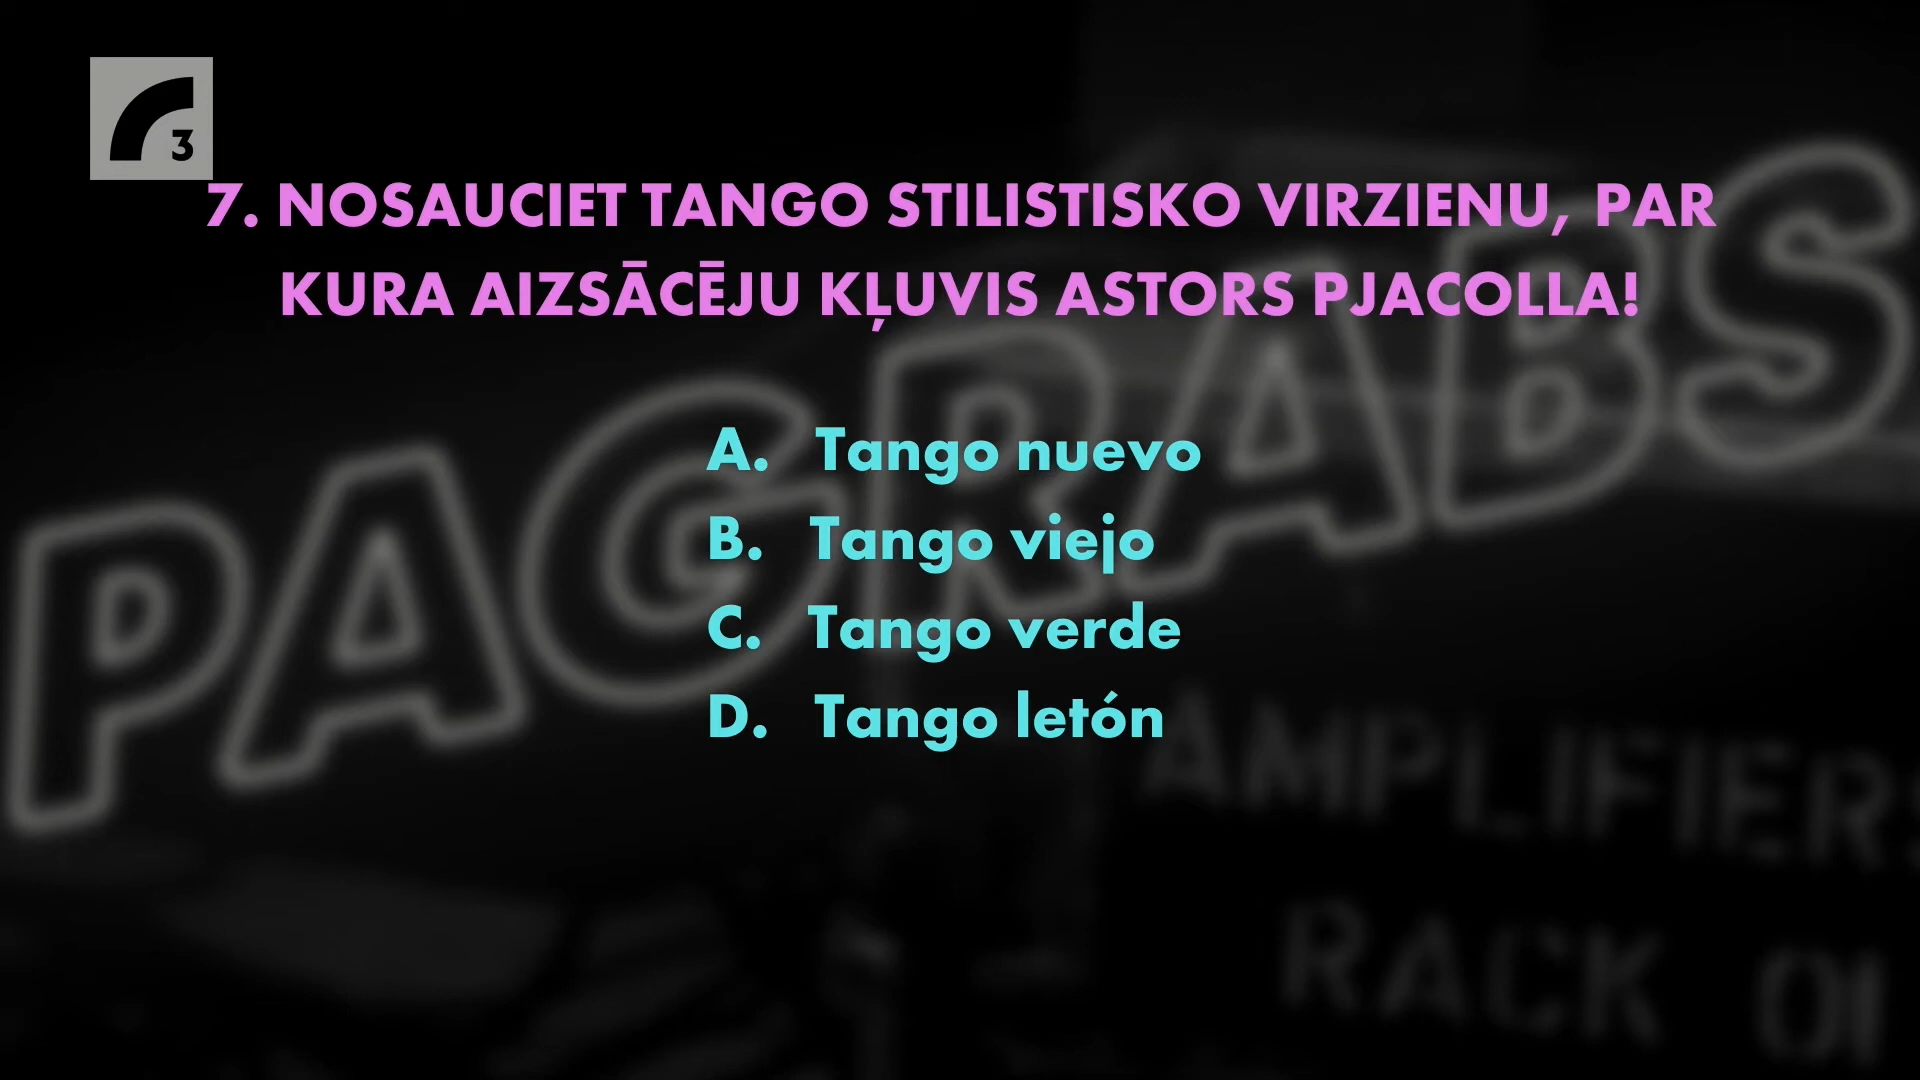 3
7. NOSAUCIET TANGO STILISTISKO VIRZIENU, PAR
KURA AIZSĀCĒJU KĻUVIS ASTORS PJACOLLA!
A. Tango nuevo
B. Tango viejo
C. Tango verde
D. Tango letón
PAGRABS
AMPLIFIERS
RACK 01